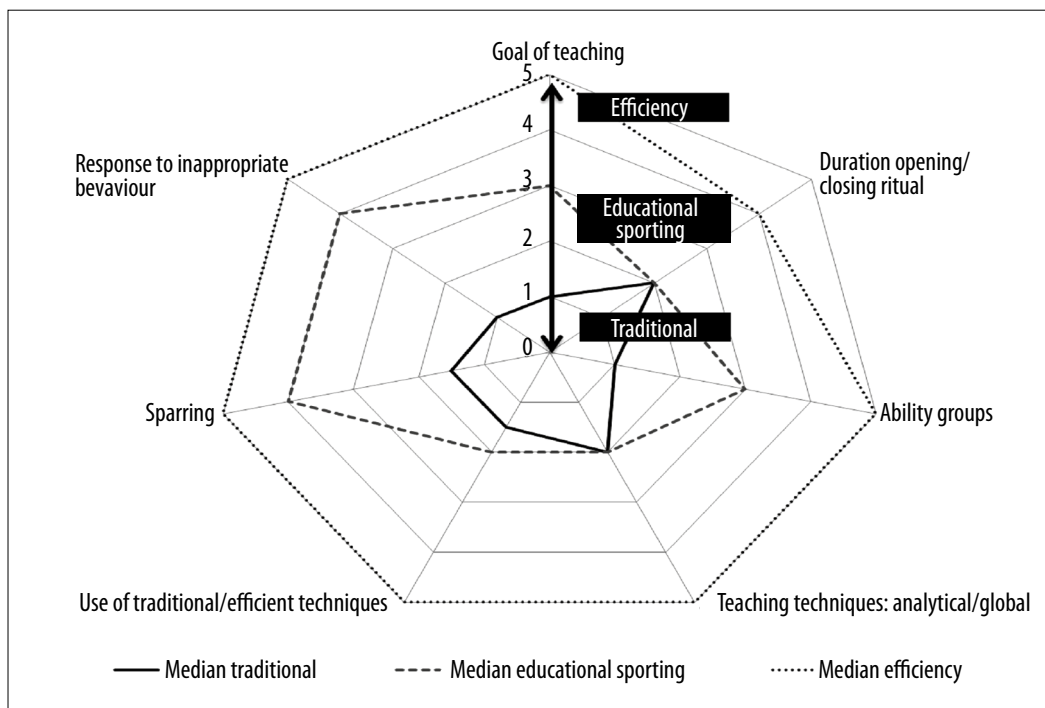 Goal of teaching
5
Efficiency
4
Response to inappropriate
bevaviour
Duration opening/
closing ritual
3
Educational
sporting
2
1
Traditional
0
Sparring
Ability groups
Use of traditional/efficient techniques
Teaching techniques: analytical/global
Median traditional
Median educational sporting
Median efficiency